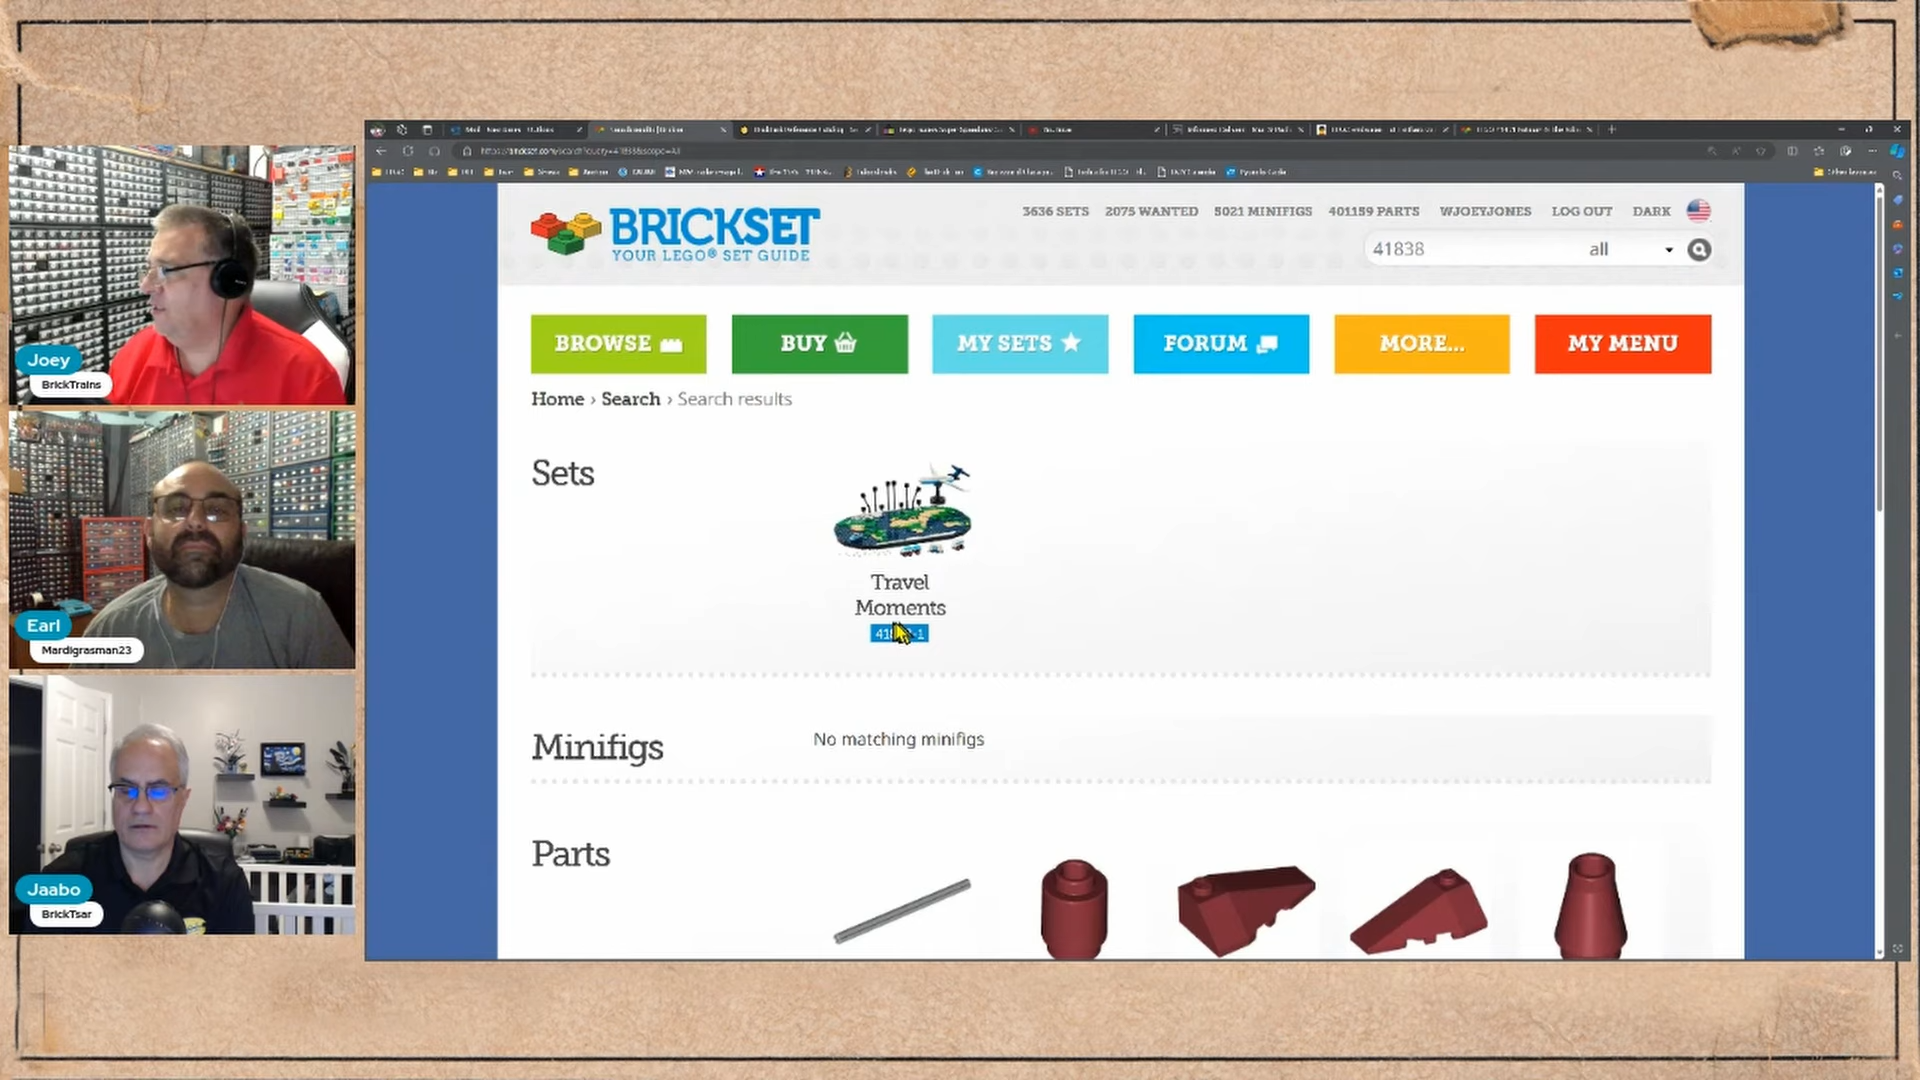 Joey
BrickTrains
Earl
Mardigrasman23
Jaabo
BrickTsar
BRICKSET
YOUR LEGO® SET GUIDE
3636 SETS 2075 WANTED 5021 MINIFIGS 401159 PARTS WJOEYJONES LOG OUT DARK
41838 all
BROWSE BUY MY SETS FORUM MORE... MY MENU
Home › Search › Search results
Sets
Travel
Moments
Minifigs
No matching minifigs
Parts